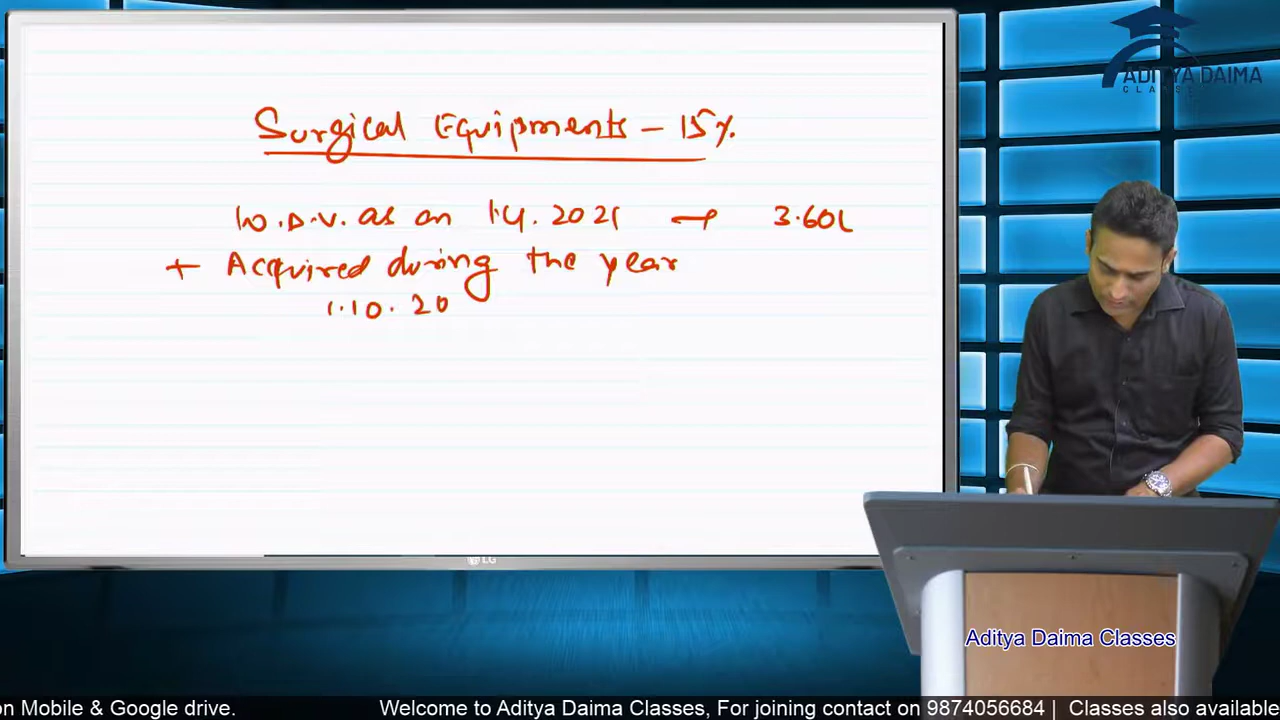 ADITYA DAIMA
CLASSES
Surgical Equipments - 15%
W.D.V. as on 1.4.2021 → 3.60L
+ Acquired during the year
1.10.20
LG
Aditya Daima Classes
on Mobile & Google drive. Welcome to Aditya Daima Classes, For joining contact on 9874056684 | Classes also available